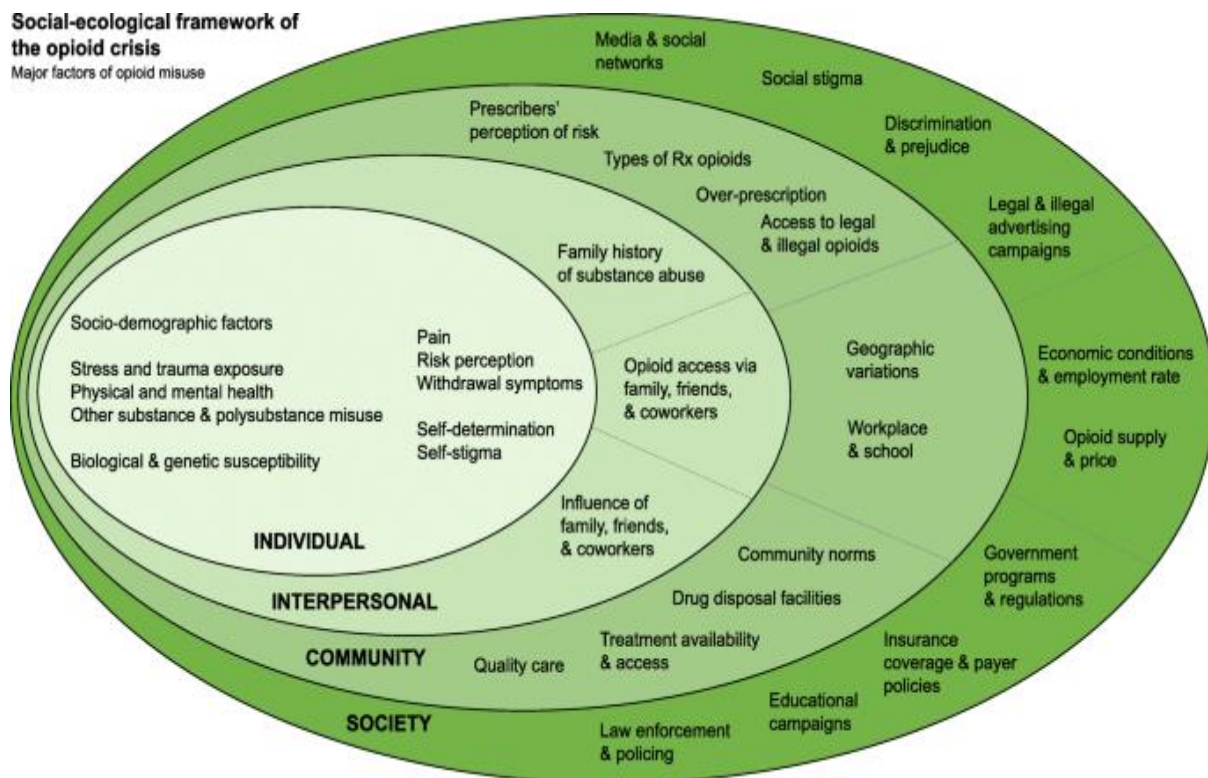 Social-ecological framework of
the opioid crisis
Major factors of opioid misuse
Media & social
networks
Social stigma
Discrimination
& prejudice
Legal & illegal
advertising
campaigns
Economic conditions
& employment rate
Opioid supply
& price
Government
programs
& regulations
Insurance
coverage & payer
policies
Educational
campaigns
Law enforcement
& policing
SOCIETY
Prescribers'
perception of risk
Types of Rx opioids
Over-prescription
Access to legal
& illegal opioids
Geographic
variations
Workplace
& school
Community norms
Drug disposal facilities
Treatment availability
& access
Quality care
COMMUNITY
Family history
of substance abuse
Opioid access via
family, friends,
& coworkers
Influence of
family, friends,
& coworkers
INTERPERSONAL
Socio-demographic factors
Stress and trauma exposure
Physical and mental health
Other substance & polysubstance misuse
Biological & genetic susceptibility
Pain
Risk perception
Withdrawal symptoms
Self-determination
Self-stigma
INDIVIDUAL